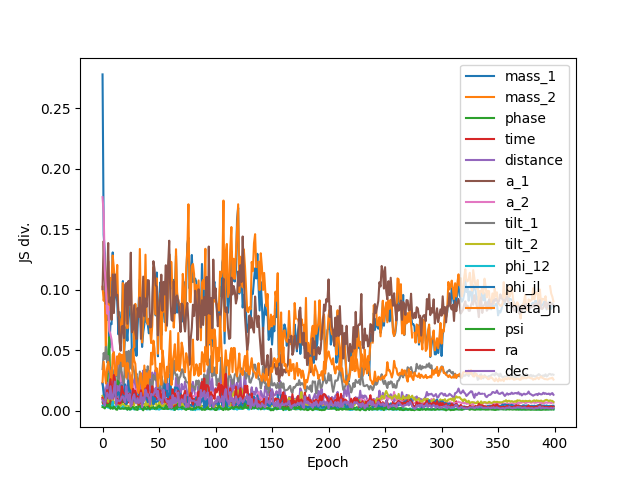 mass_1
mass_2
phase
time
distance
a_1
a_2
tilt_1
tilt_2
phi_12
phi_jl
theta_jn
psi
ra
dec
0.25
0.20
0.15
0.10
0.05
0.00
JS div.
0 50 100 150 200 250 300 350 400
Epoch